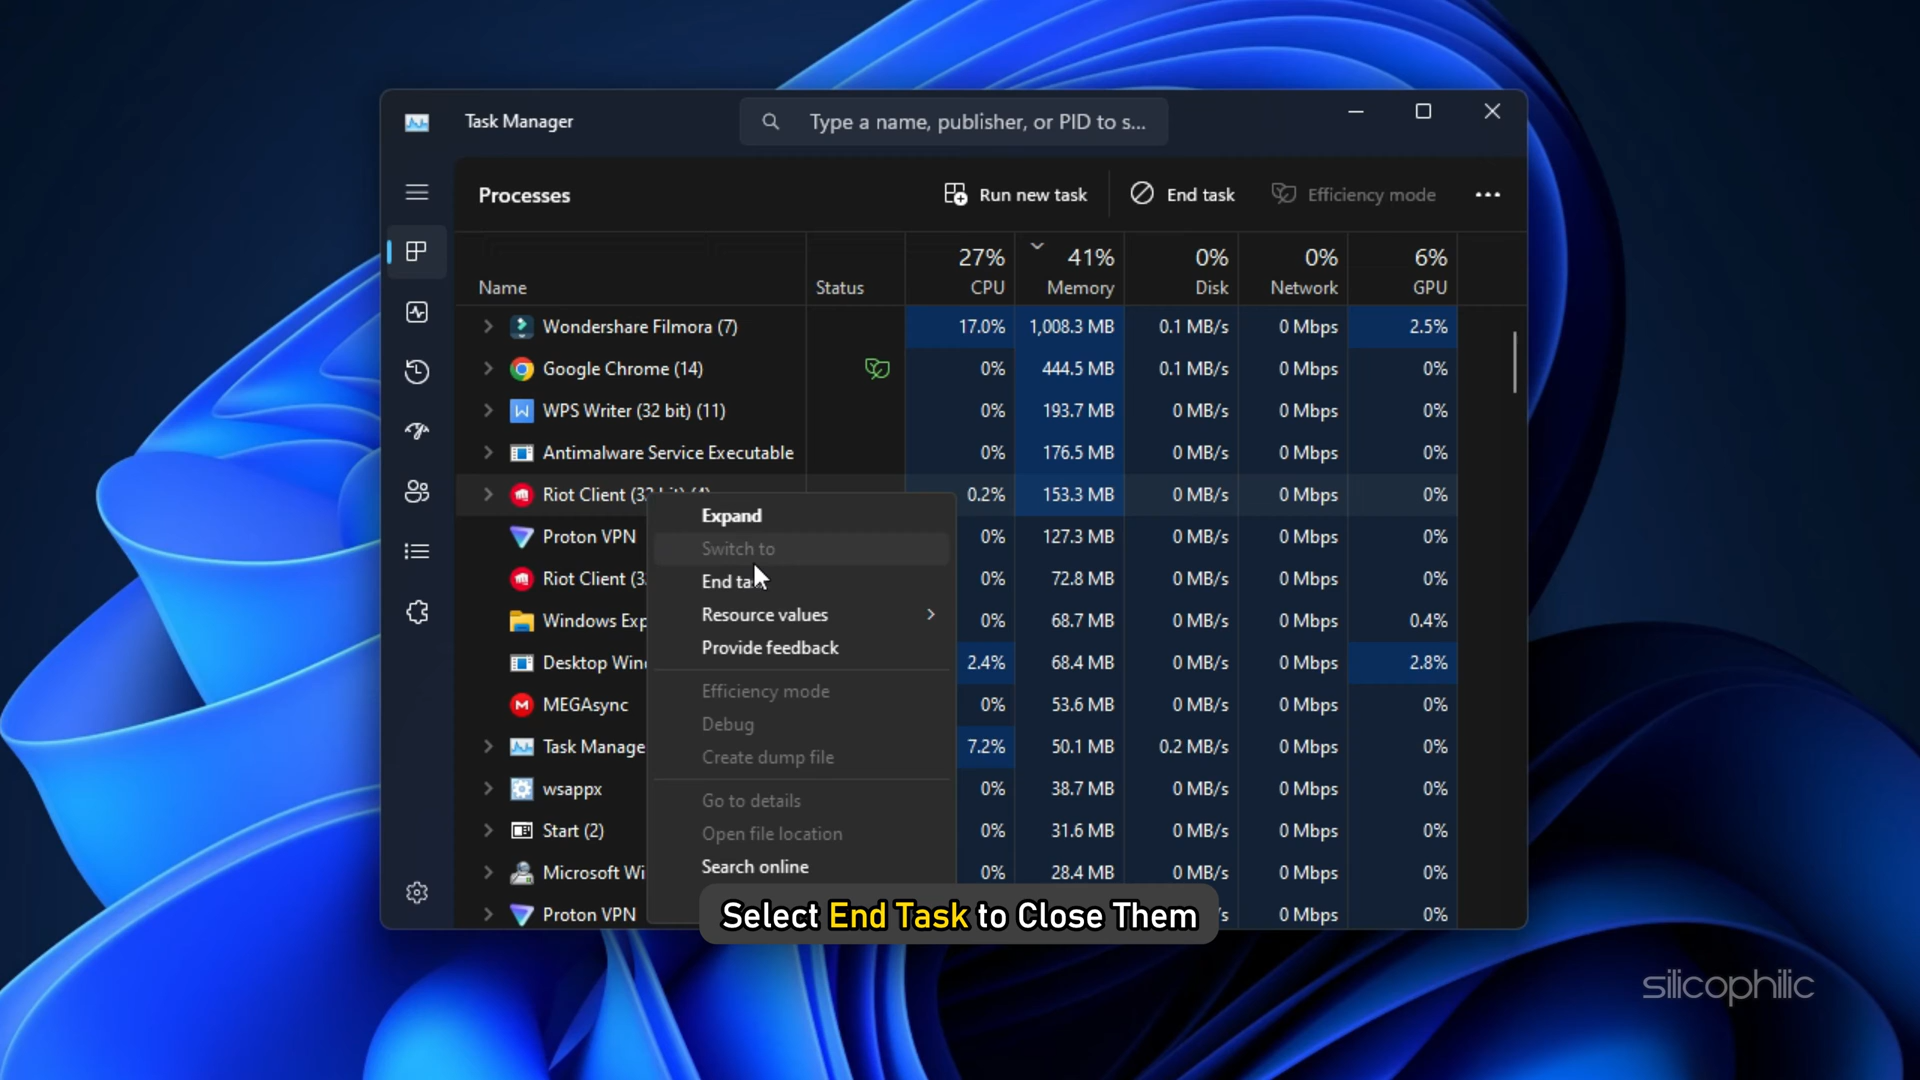 Task Manager
Type a name, publisher, or PID to s...
Processes
Run new task
End task
Efficiency mode
27% 41% 0% 0% 6%
Name Status CPU Memory Disk Network GPU
Wondershare Filmora (7) 17.0% 1,008.3 MB 0.1 MB/s 0 Mbps 2.5%
Google Chrome (14) 0% 444.5 MB 0.1 MB/s 0 Mbps 0%
WPS Writer (32 bit) (11) 0% 193.7 MB 0 MB/s 0 Mbps 0%
Antimalware Service Executable 0% 176.5 MB 0 MB/s 0 Mbps 0%
Riot Client 0.2% 153.3 MB 0 MB/s 0 Mbps 0%
Proton VPN 0% 127.3 MB 0 MB/s 0 Mbps 0%
Riot Client (3 0% 72.8 MB 0 MB/s 0 Mbps 0%
Windows Exp 0% 68.7 MB 0 MB/s 0 Mbps 0.4%
Desktop Win 2.4% 68.4 MB 0 MB/s 0 Mbps 2.8%
MEGAsync 0% 53.6 MB 0 MB/s 0 Mbps 0%
Task Manage 7.2% 50.1 MB 0.2 MB/s 0 Mbps 0%
wsappx 0% 38.7 MB 0 MB/s 0 Mbps 0%
Start (2) 0% 31.6 MB 0 MB/s 0 Mbps 0%
Microsoft Wi 0% 28.4 MB 0 MB/s 0 Mbps 0%
Proton VPN 0 Mbps 0%
Expand
Switch to
End task
Resource values
Provide feedback
Efficiency mode
Debug
Create dump file
Go to details
Open file location
Search online
Select End Task to Close Them
silicophilic